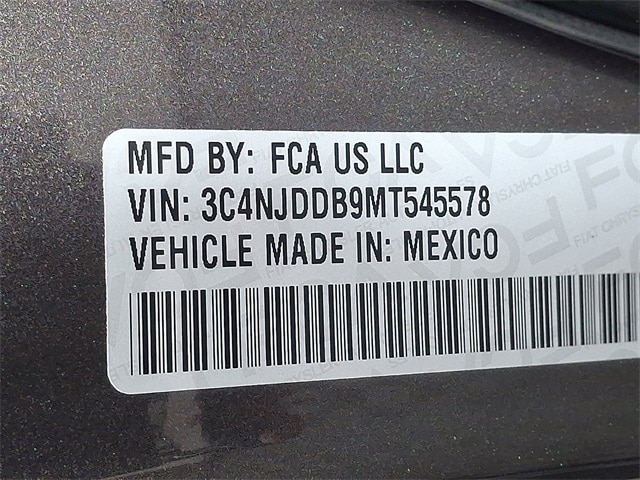 MFD BY: FCA US LLC
VIN: 3C4NJDDB9MT545578
VEHICLE MADE IN: MEXICO